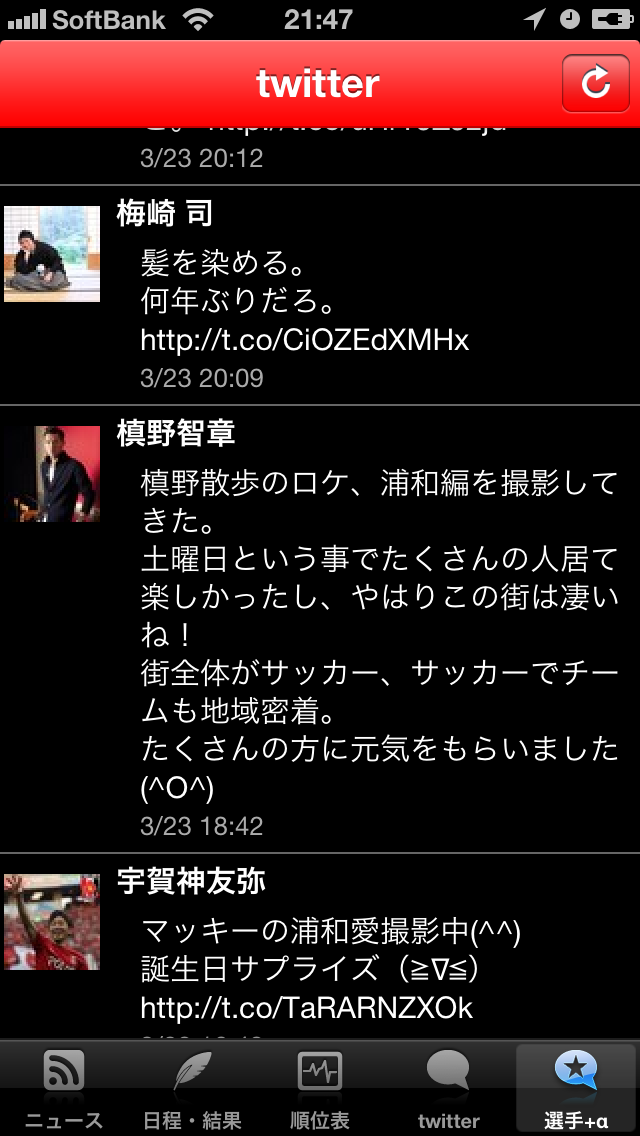 SoftBank 21:47
twitter
3/23 20:12
梅崎 司
髪を染める。
何年ぶりだろ。
http://t.co/CiOZEdXMHx
3/23 20:09
槙野智章
槙野散歩のロケ、浦和編を撮影して
きた。
土曜日という事でたくさんの人居て
楽しかったし、やはりこの街は凄い
ね！
街全体がサッカー、サッカーでチー
ムも地域密着。
たくさんの方に元気をもらいました
(^O^)
3/23 18:42
宇賀神友弥
マッキーの浦和愛撮影中(^^)
誕生日サプライズ（≧∇≦）
http://t.co/TaRARNZXOk
ニュース 日程・結果 順位表 twitter 選手+α